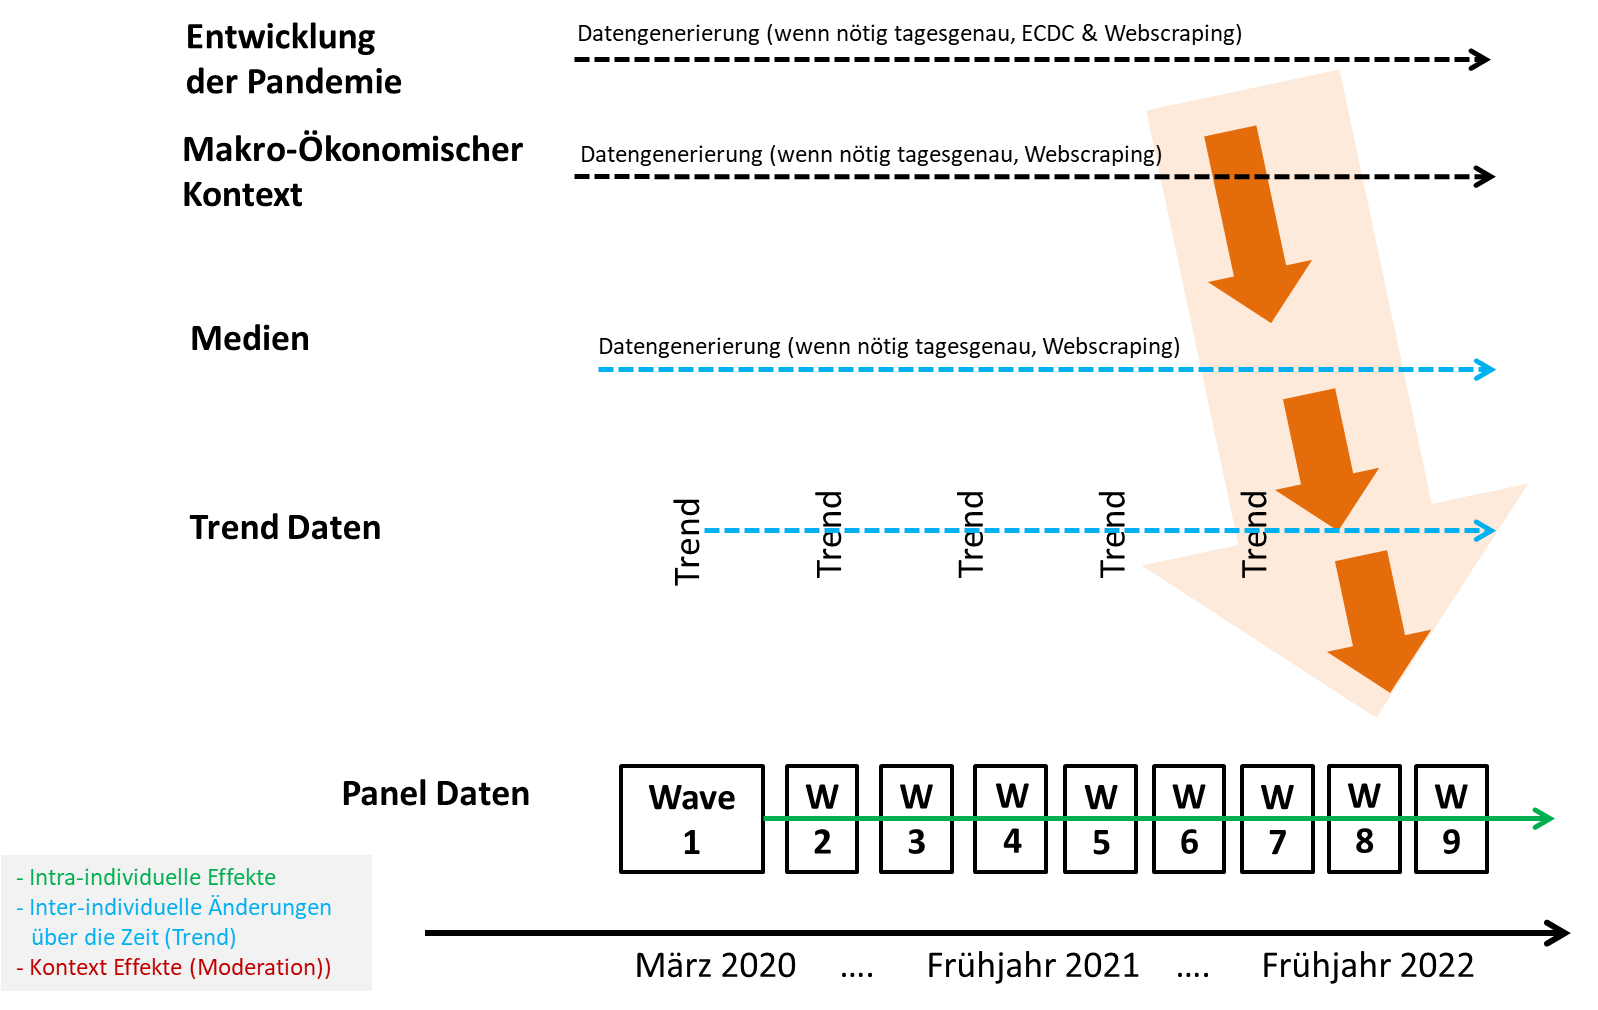 Entwicklung
der Pandemie
Datengenerierung (wenn nötig tagesgenau, ECDC & Webscraping)
Makro-Ökonomischer
Kontext
Datengenerierung (wenn nötig tagesgenau, Webscraping)
Medien
Datengenerierung (wenn nötig tagesgenau, Webscraping)
Trend Daten
Trend
Trend
Trend
Trend
Trend
Panel Daten
Wave
1
W
2
W
3
W
4
W
5
W
6
W
7
W
8
W
9
- Intra-individuelle Effekte
- Inter-individuelle Änderungen
über die Zeit (Trend)
- Kontext Effekte (Moderation))
März 2020 .... Frühjahr 2021 .... Frühjahr 2022